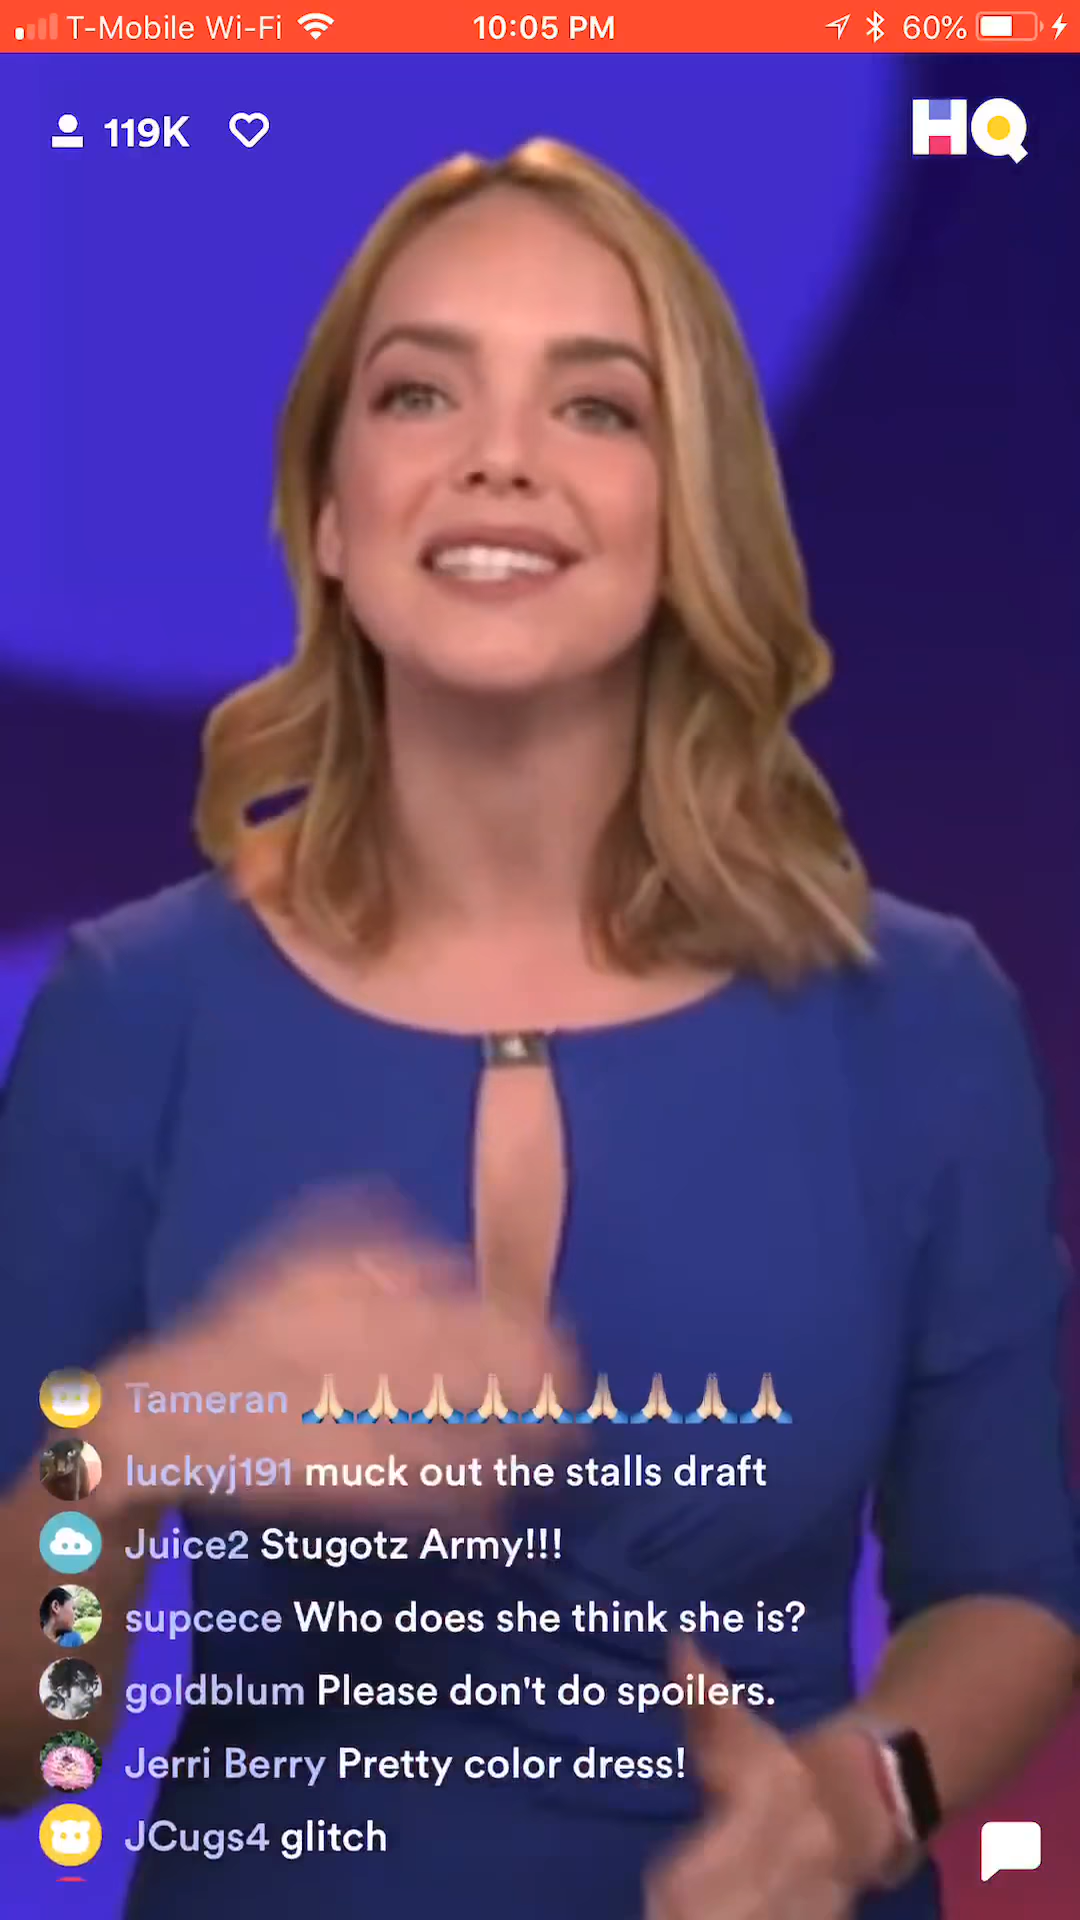 T-Mobile Wi-Fi 10:05 PM 60%
119K HQ
Tameran 🙏🏻🙏🏻🙏🏻🙏🏻🙏🏻🙏🏻🙏🏻🙏🏻🙏🏻
luckyj191 muck out the stalls draft
Juice2 Stugotz Army!!!
supcece Who does she think she is?
goldblum Please don't do spoilers.
Jerri Berry Pretty color dress!
JCugs4 glitch